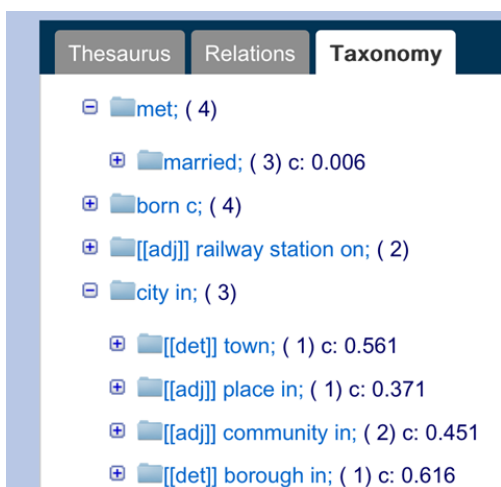 Thesaurus Relations Taxonomy
met; ( 4)
married; ( 3) c: 0.006
born c; ( 4)
[[adj]] railway station on; ( 2)
city in; ( 3)
[[det]] town; ( 1) c: 0.561
[[adj]] place in; ( 1) c: 0.371
[[adj]] community in; ( 2) c: 0.451
[[det]] borough in; ( 1) c: 0.616